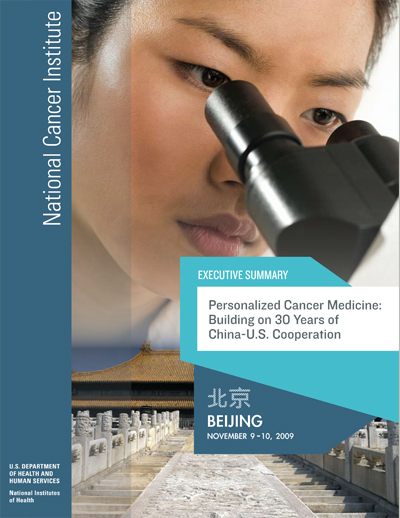 National Cancer Institute
EXECUTIVE SUMMARY
Personalized Cancer Medicine:
Building on 30 Years of
China-U.S. Cooperation
北京
BEIJING
NOVEMBER 9-10, 2009
U.S. DEPARTMENT
OF HEALTH AND
HUMAN SERVICES
National Institutes
of Health